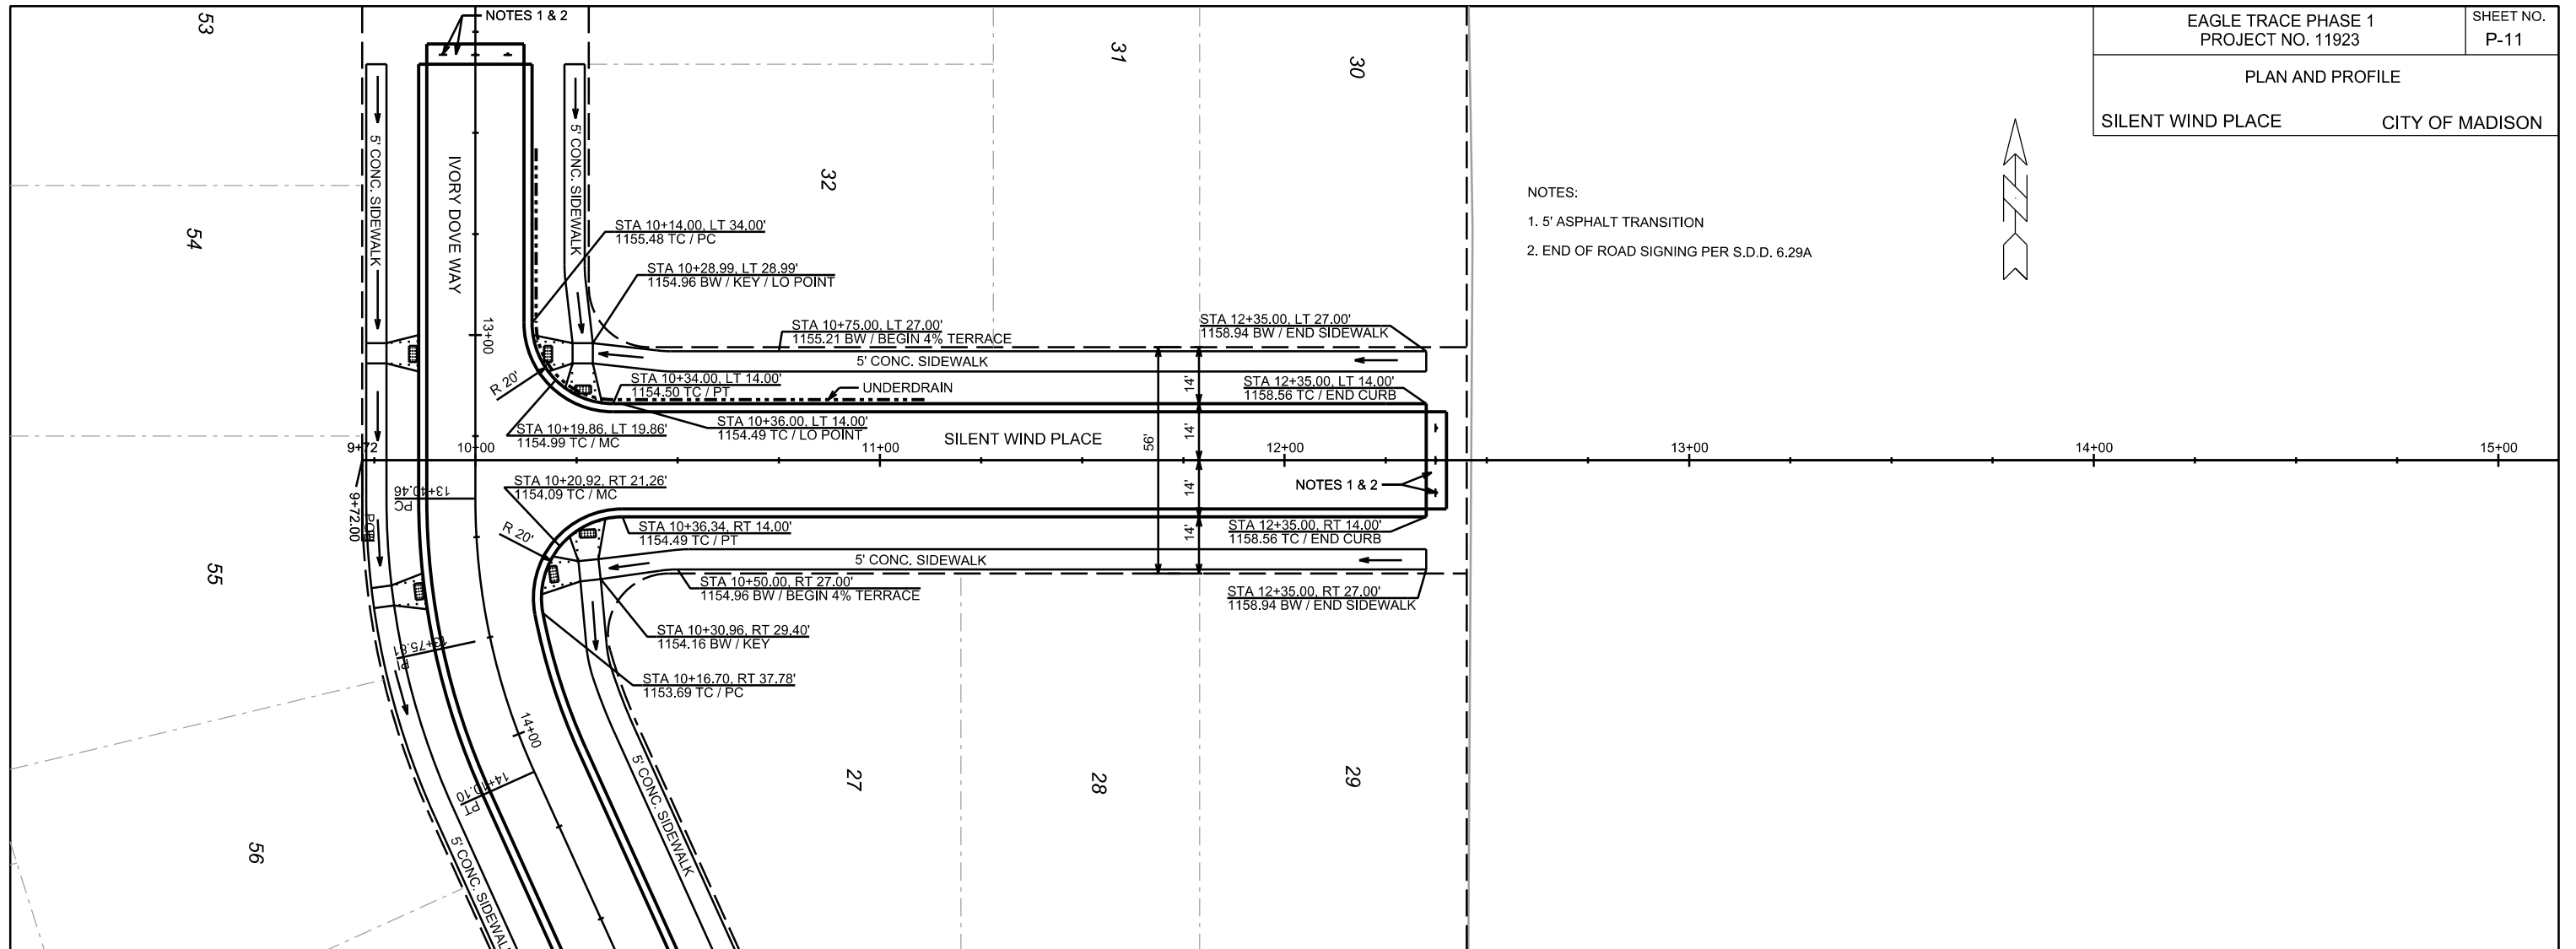 EAGLE TRACE PHASE 1
PROJECT NO. 11923
SHEET NO.
P-11
PLAN AND PROFILE
SILENT WIND PLACE
CITY OF MADISON
NOTES 1 & 2
53
31
30
32
54
5' CONC. SIDEWALK
IVORY DOVE WAY
5' CONC. SIDEWALK
NOTES:
1. 5' ASPHALT TRANSITION
2. END OF ROAD SIGNING PER S.D.D. 6.29A
STA 10+14.00, LT 34.00'
1155.48 TC / PC
STA 10+28.99, LT 28.99'
1154.96 BW / KEY / LO POINT
13+00
STA 10+75.00, LT 27.00'
1155.21 BW / BEGIN 4% TERRACE
STA 12+35.00, LT 27.00'
1158.94 BW / END SIDEWALK
5' CONC. SIDEWALK
R 20'
STA 10+34.00, LT 14.00'
1154.50 TC / PT
UNDERDRAIN
14'
STA 12+35.00, LT 14.00'
1158.56 TC / END CURB
STA 10+19.86, LT 19.86'
1154.99 TC / MC
STA 10+36.00, LT 14.00'
1154.49 TC / LO POINT
SILENT WIND PLACE
56'
14'
9+72
10+00
11+00
12+00
13+00
14+00
15+00
9+72.00
POB
13+40.46
PC
STA 10+20.92, RT 21.26'
1154.09 TC / MC
14'
NOTES 1 & 2
R 20'
STA 10+36.34, RT 14.00'
1154.49 TC / PT
14'
STA 12+35.00, RT 14.00'
1158.56 TC / END CURB
5' CONC. SIDEWALK
STA 10+50.00, RT 27.00'
1154.96 BW / BEGIN 4% TERRACE
STA 12+35.00, RT 27.00'
1158.94 BW / END SIDEWALK
55
STA 10+30.96, RT 29.40'
1154.16 BW / KEY
13+75.81
PI
STA 10+16.70, RT 37.78'
1153.69 TC / PC
14+00
14+10.10
PT
27
28
29
5' CONC. SIDEWALK
5' CONC. SIDEWAL
56